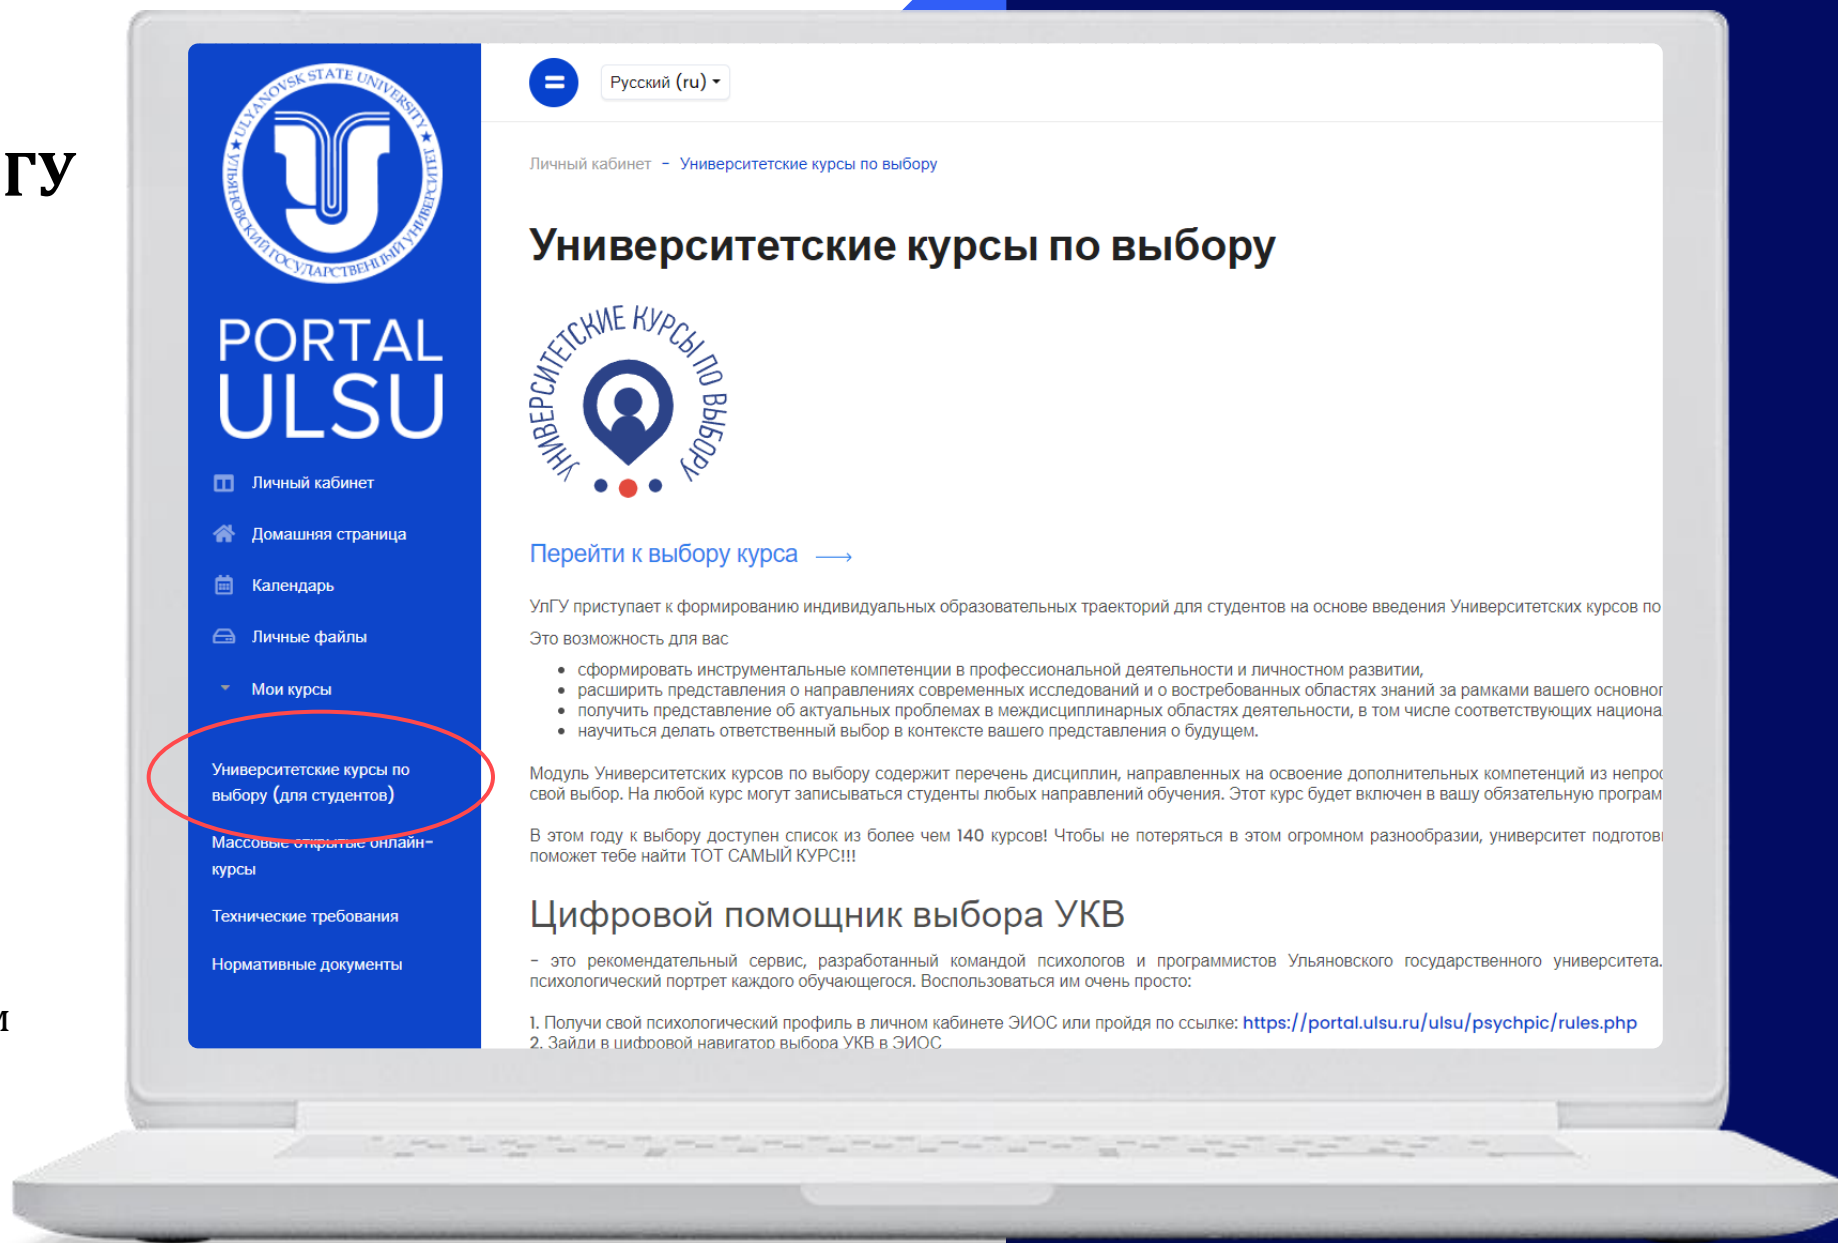 ГУ
м
ULYANOVSK STATE UNIVERSITY
УЛЬЯНОВСКИЙ ГОСУДАРСТВЕННЫЙ УНИВЕРСИТЕТ
PORTAL
ULSU
Личный кабинет
Домашняя страница
Календарь
Личные файлы
Мои курсы
Университетские курсы по
выбору (для студентов)
Массовые открытые онлайн-
курсы
Технические требования
Нормативные документы
Русский (ru)
Личный кабинет - Университетские курсы по выбору
Университетские курсы по выбору
УНИВЕРСИТЕТСКИЕ КУРСЫ ПО ВЫБОРУ
Перейти к выбору курса →
УлГУ приступает к формированию индивидуальных образовательных траекторий для студентов на основе введения Университетских курсов по
Это возможность для вас
• сформировать инструментальные компетенции в профессиональной деятельности и личностном развитии,
• расширить представления о направлениях современных исследований и о востребованных областях знаний за рамками вашего основног
• получить представление об актуальных проблемах в междисциплинарных областях деятельности, в том числе соответствующих национа
• научиться делать ответственный выбор в контексте вашего представления о будущем.
Модуль Университетских курсов по выбору содержит перечень дисциплин, направленных на освоение дополнительных компетенций из непро
свой выбор. На любой курс могут записываться студенты любых направлений обучения. Этот курс будет включен в вашу обязательную програм
В этом году к выбору доступен список из более чем 140 курсов! Чтобы не потеряться в этом огромном разнообразии, университет подготов
поможет тебе найти ТОТ САМЫЙ КУРС!!!
Цифровой помощник выбора УКВ
- это рекомендательный сервис, разработанный командой психологов и программистов Ульяновского государственного университета.
психологический портрет каждого обучающегося. Воспользоваться им очень просто:
1. Получи свой психологический профиль в личном кабинете ЭИОС или пройдя по ссылке: https://portal.ulsu.ru/ulsu/psychpic/rules.php
2. Зайди в цифровой навигатор выбора УКВ в ЭИОС